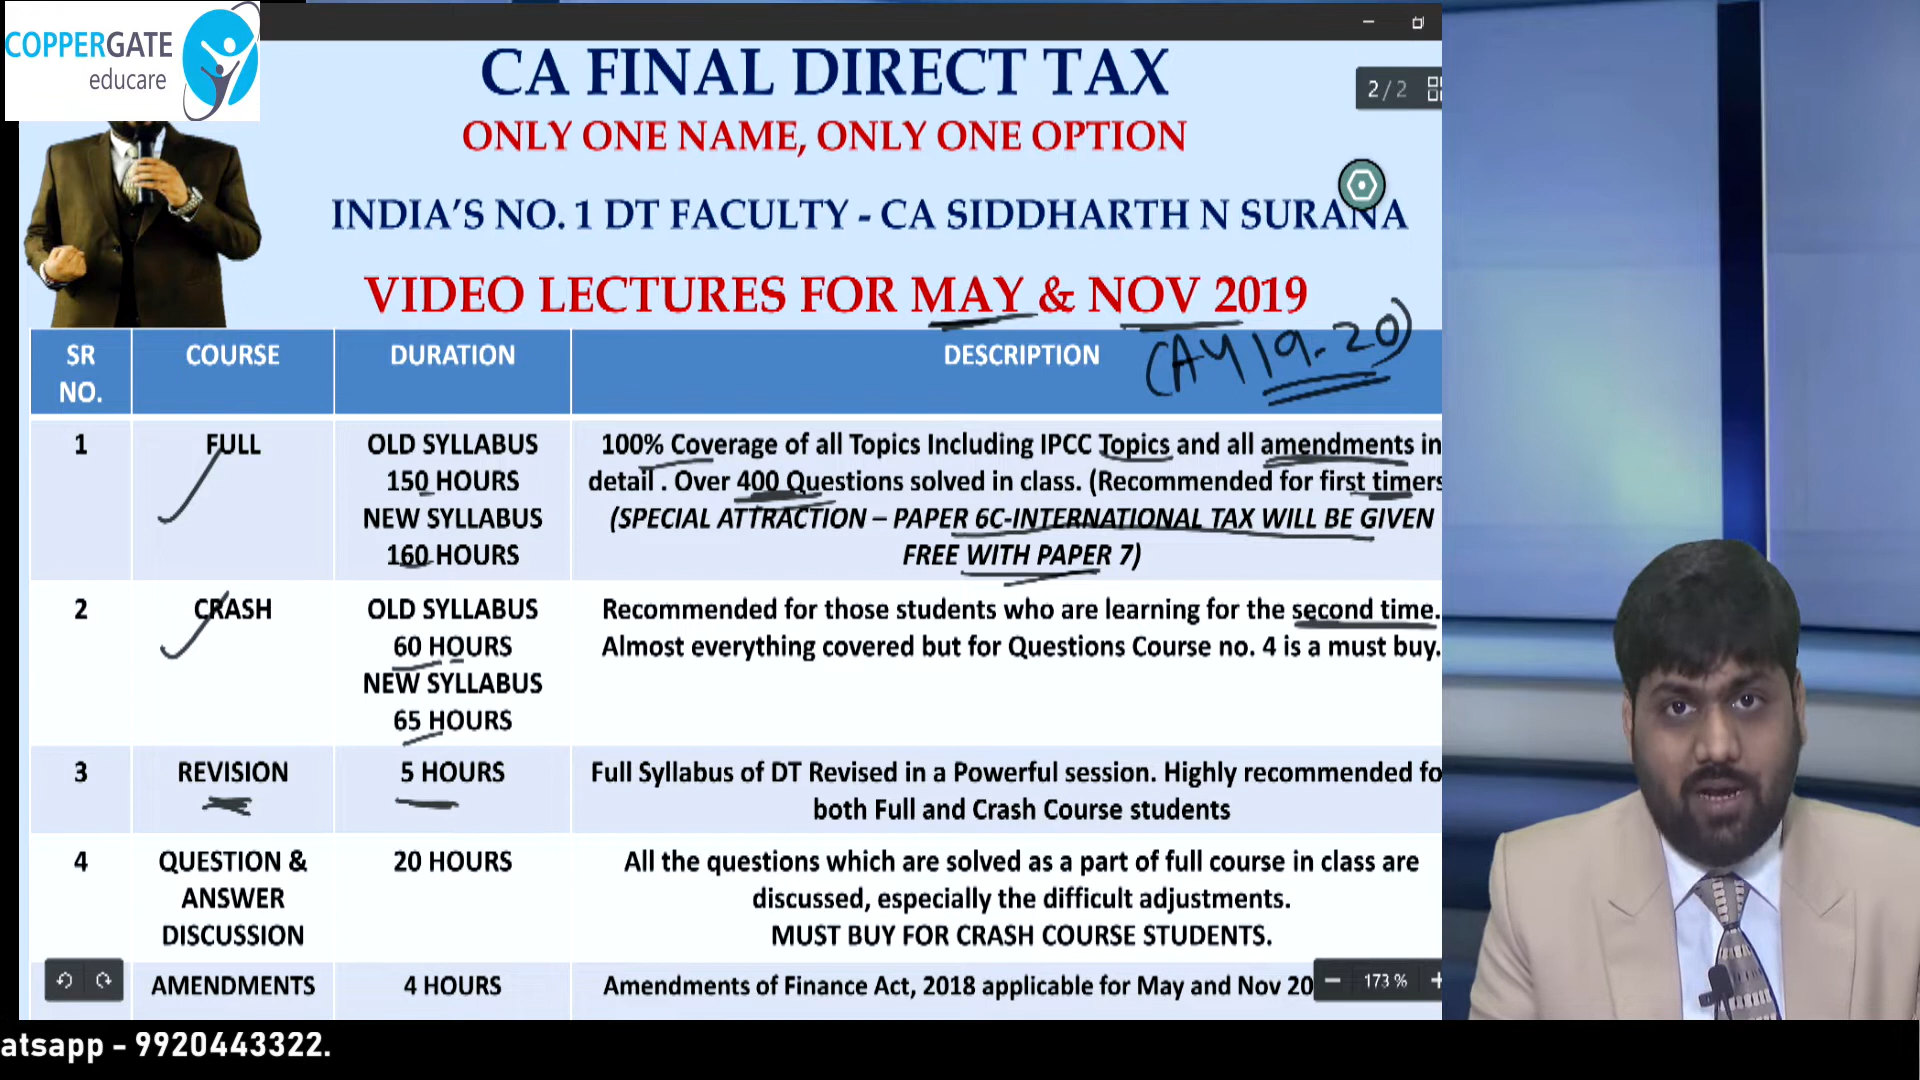 COPPERGATE
educare
CA FINAL DIRECT TAX
2 / 2
ONLY ONE NAME, ONLY ONE OPTION
INDIA'S NO. 1 DT FACULTY - CA SIDDHARTH N SURANA
VIDEO LECTURES FOR MAY & NOV 2019
(AY 19-20)
SR NO. COURSE DURATION DESCRIPTION
1 FULL OLD SYLLABUS 100% Coverage of all Topics Including IPCC Topics and all amendments in
150 HOURS detail . Over 400 Questions solved in class. (Recommended for first timers
NEW SYLLABUS (SPECIAL ATTRACTION – PAPER 6C-INTERNATIONAL TAX WILL BE GIVEN
160 HOURS FREE WITH PAPER 7)
2 CRASH OLD SYLLABUS Recommended for those students who are learning for the second time.
60 HOURS Almost everything covered but for Questions Course no. 4 is a must buy.
NEW SYLLABUS
65 HOURS
3 REVISION 5 HOURS Full Syllabus of DT Revised in a Powerful session. Highly recommended fo
both Full and Crash Course students
4 QUESTION & 20 HOURS All the questions which are solved as a part of full course in class are
ANSWER discussed, especially the difficult adjustments.
DISCUSSION MUST BUY FOR CRASH COURSE STUDENTS.
AMENDMENTS 4 HOURS Amendments of Finance Act, 2018 applicable for May and Nov 20
173 %
atsapp - 9920443322.